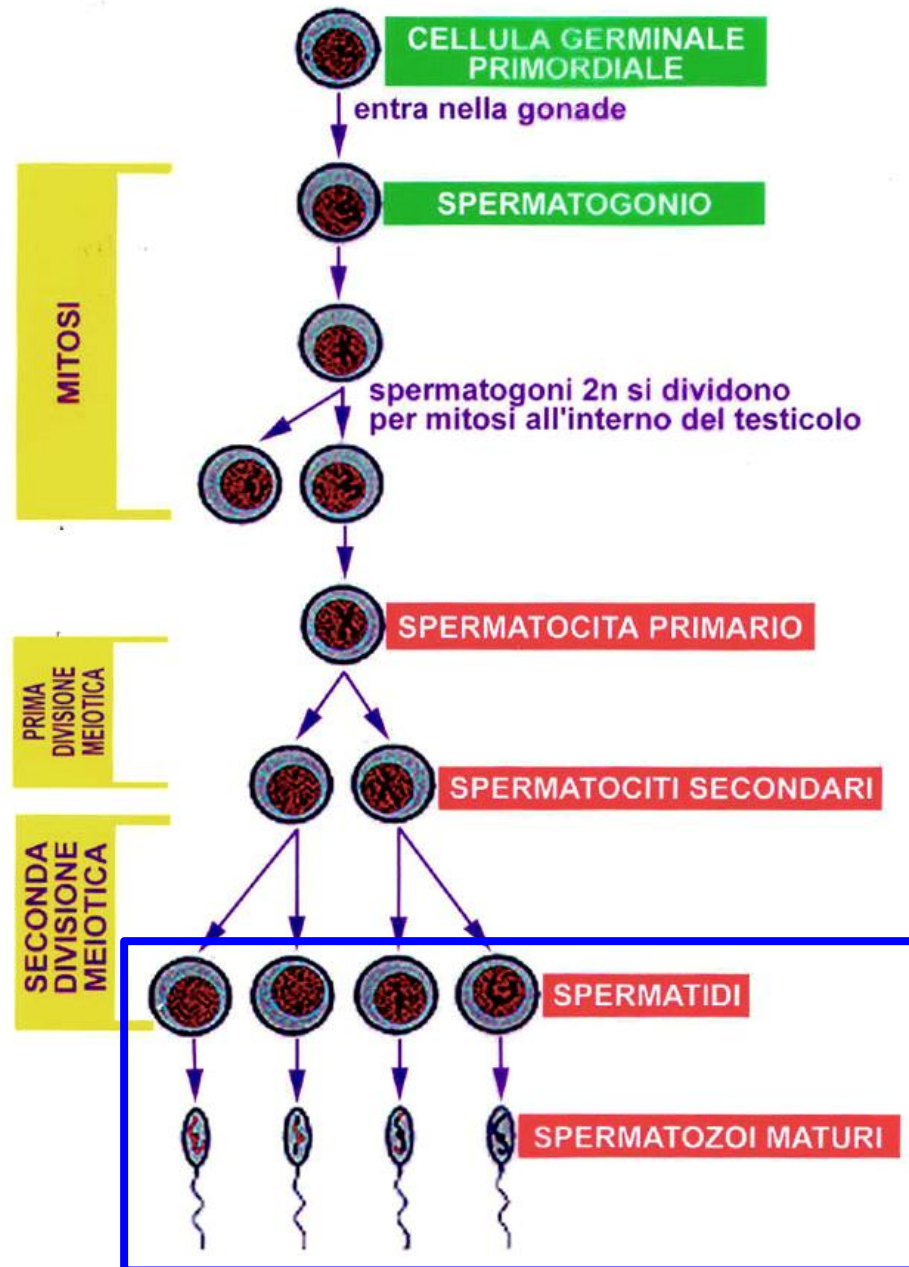 CELLULA GERMINALE
PRIMORDIALE
entra nella gonade
SPERMATOGONIO
MITOSI
spermatogoni 2n si dividono
per mitosi all'interno del testicolo
SPERMATOCITA PRIMARIO
PRIMA
DIVISIONE
MEIOTICA
SPERMATOCITI SECONDARI
SECONDA
DIVISIONE
MEIOTICA
SPERMATIDI
SPERMATOZOI MATURI